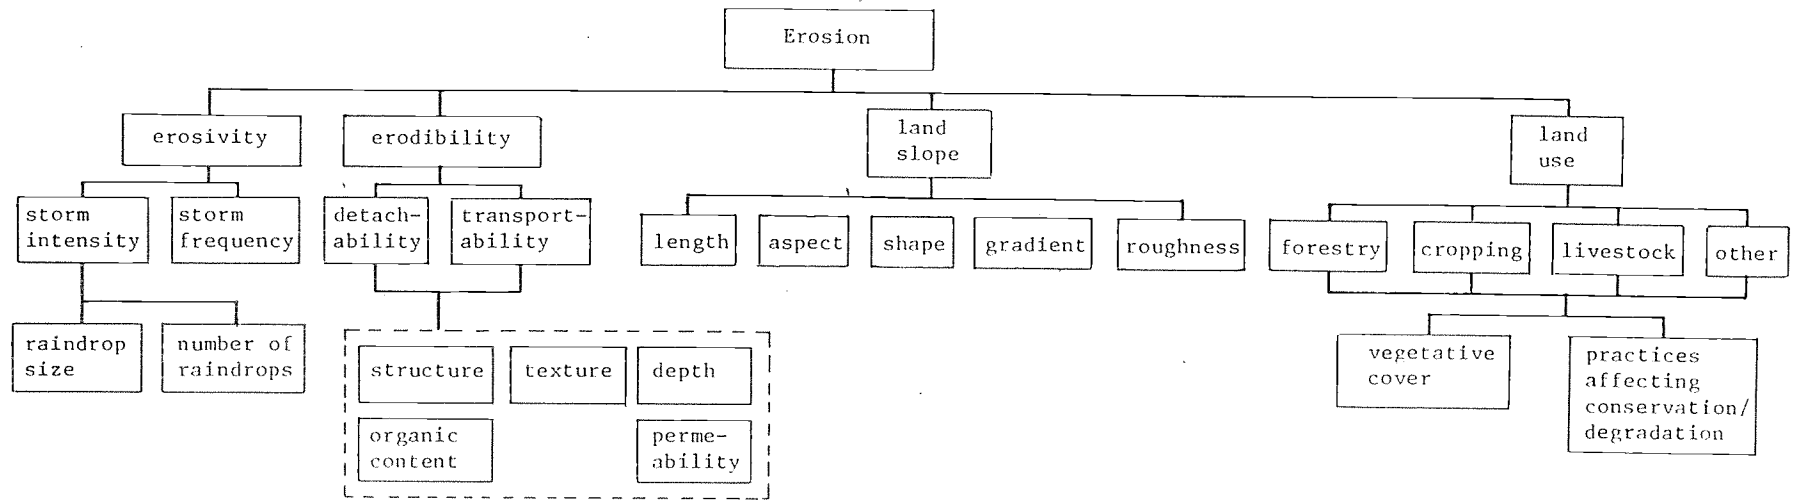 Erosion
erosivity
erodibility
land
slope
land
use
storm
intensity
storm
frequency
detach-
ability
transport-
ability
length
aspect
shape
gradient
roughness
forestry
cropping
livestock
other
raindrop
size
number of
raindrops
structure
texture
depth
organic
content
perme-
ability
vegetative
cover
practices
affecting
conservation/
degradation